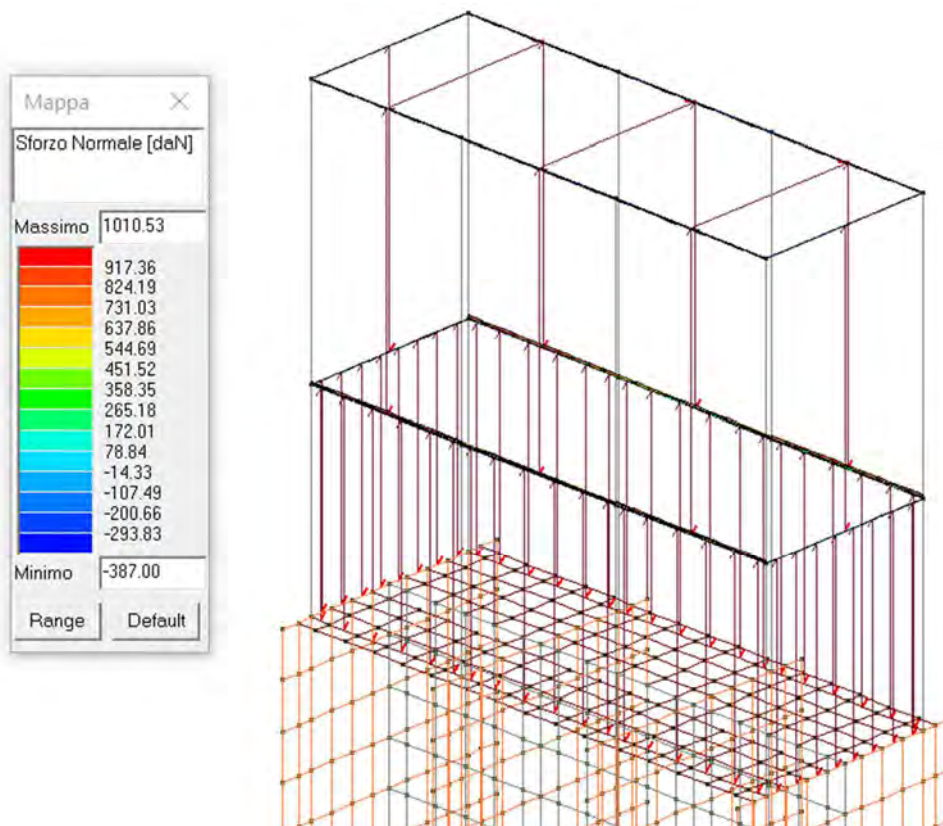 Mappa
Sforzo Normale [daN]
Massimo 1010.53
917.36
824.19
731.03
637.86
544.69
451.52
358.35
265.18
172.01
78.84
-14.33
-107.49
-200.66
-293.83
Minimo -387.00
Range Default